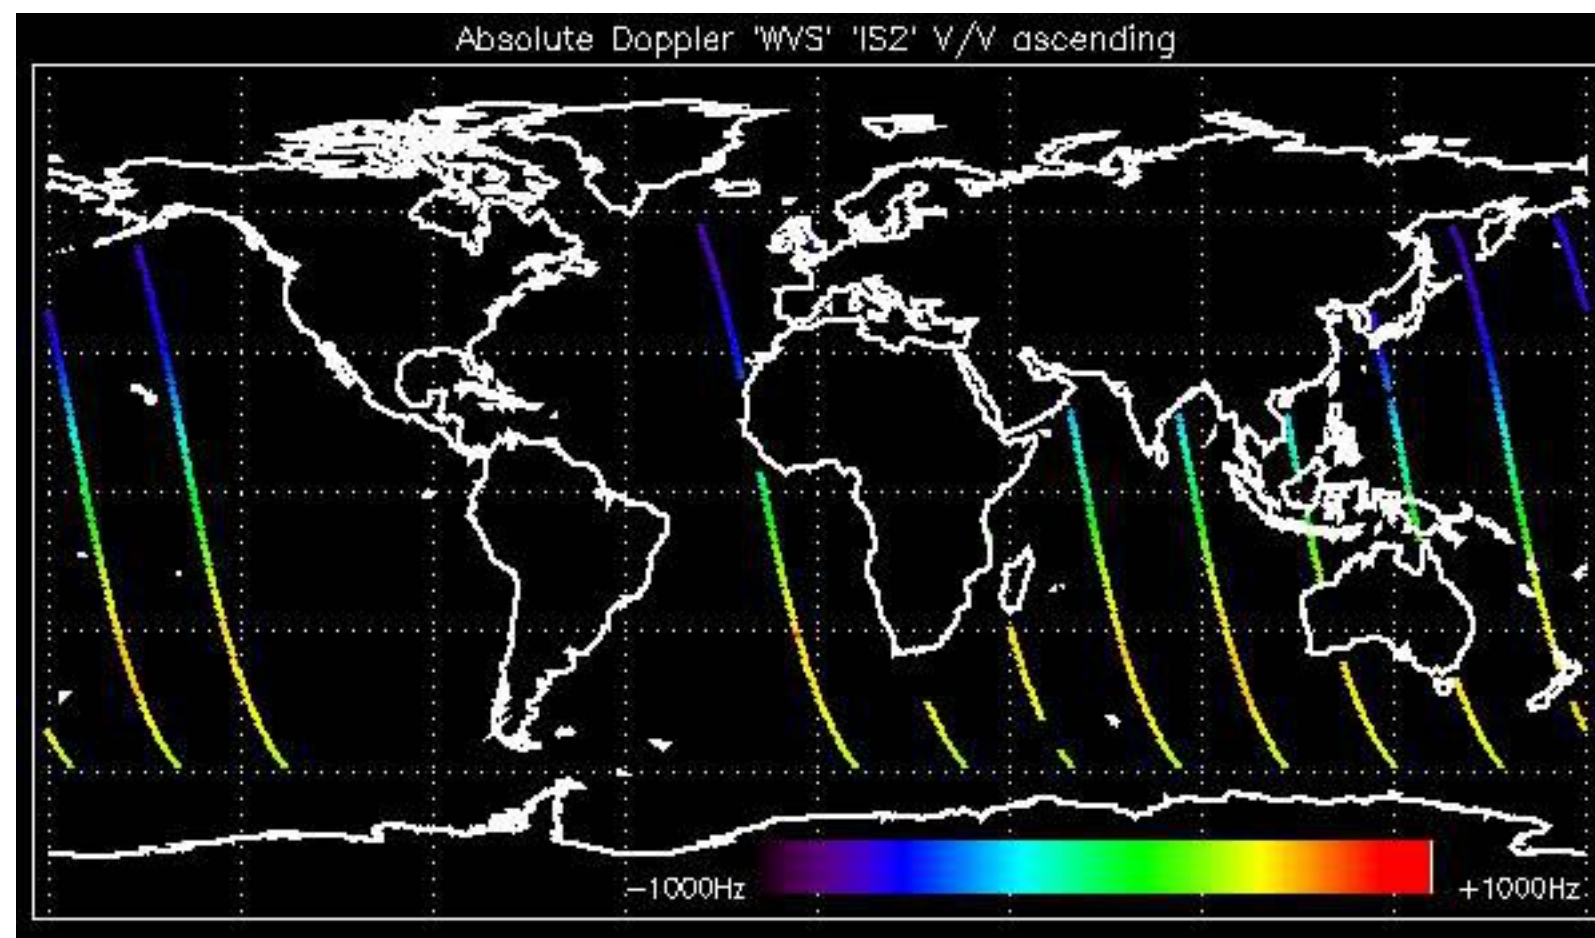 Absolute Doppler 'WVS' 'IS2' V/V ascending
-1000Hz +1000Hz